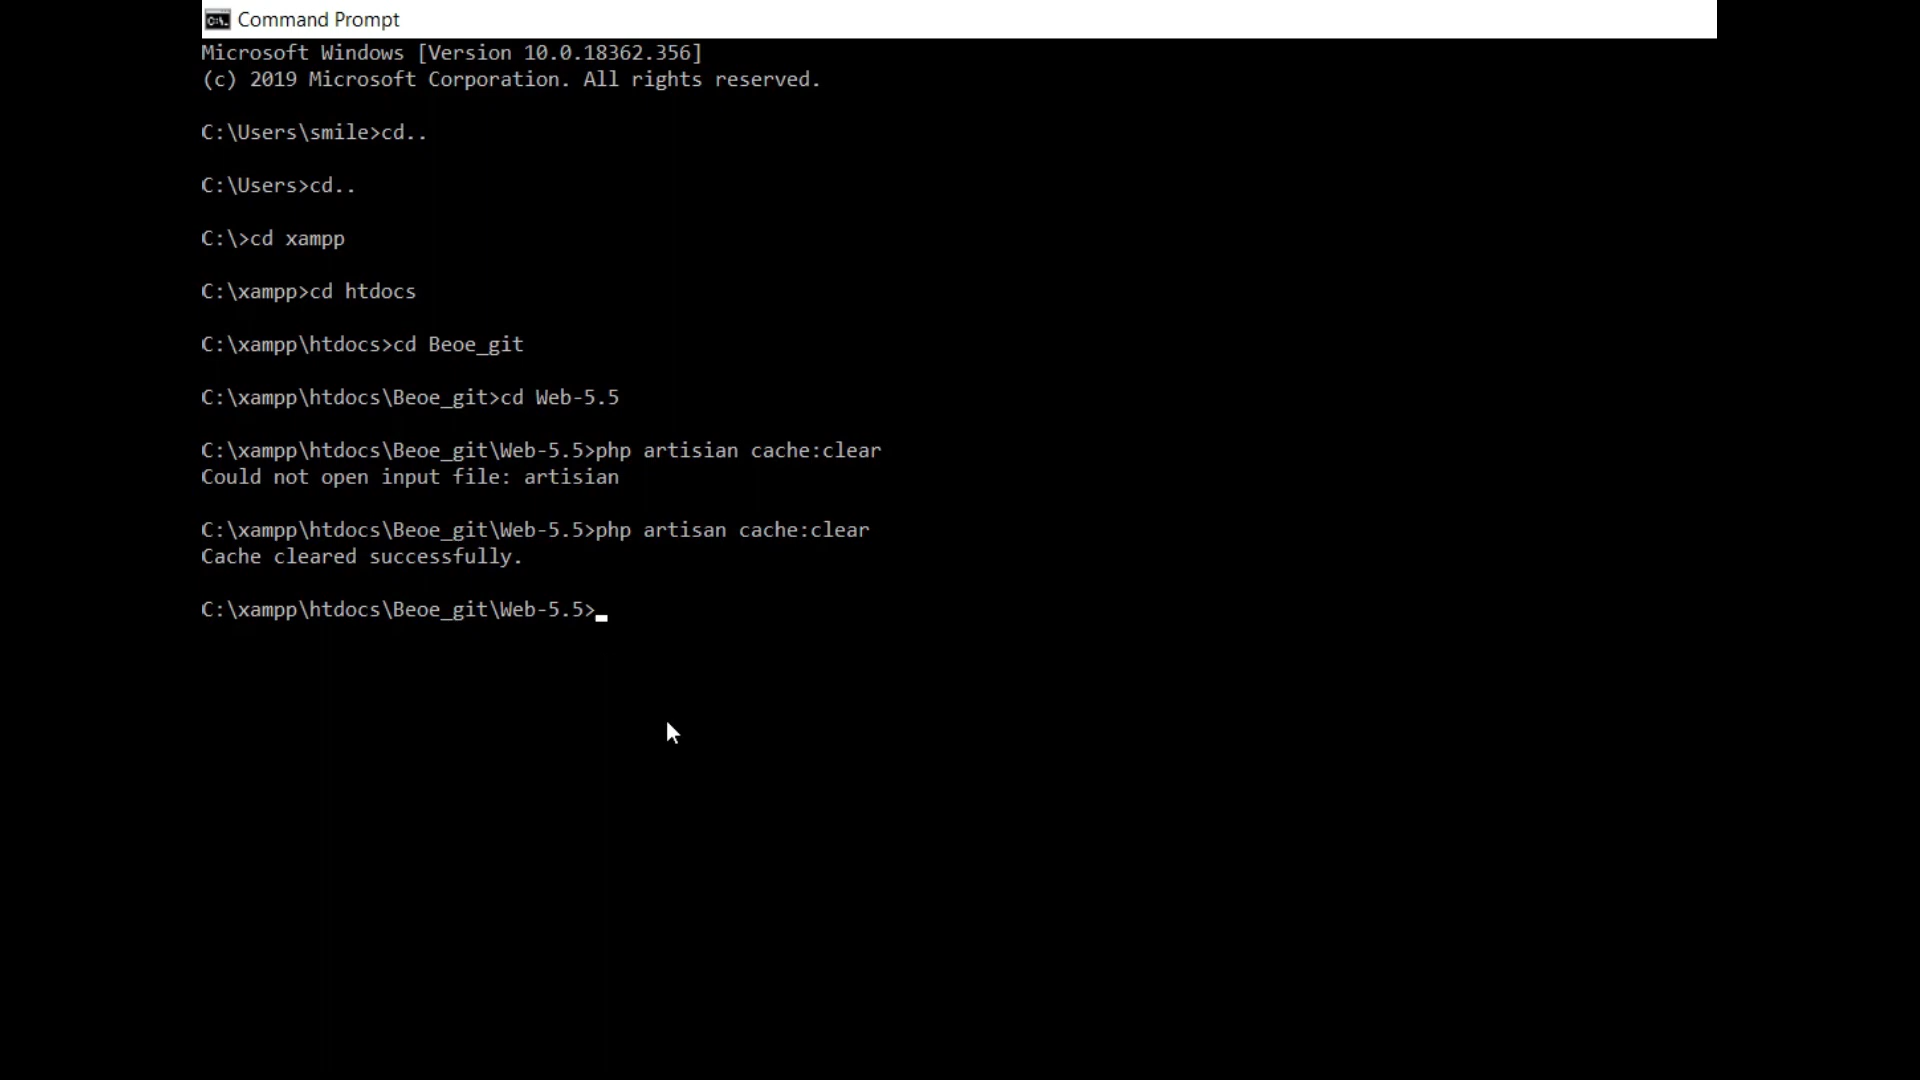 Command Prompt
Microsoft Windows [Version 10.0.18362.356]
(c) 2019 Microsoft Corporation. All rights reserved.
C:\Users\smile>cd..
C:\Users>cd..
C:\>cd xampp
C:\xampp>cd htdocs
C:\xampp\htdocs>cd Beoe_git
C:\xampp\htdocs\Beoe_git>cd Web-5.5
C:\xampp\htdocs\Beoe_git\Web-5.5>php artisian cache:clear
Could not open input file: artisian
C:\xampp\htdocs\Beoe_git\Web-5.5>php artisan cache:clear
Cache cleared successfully.
C:\xampp\htdocs\Beoe_git\Web-5.5>